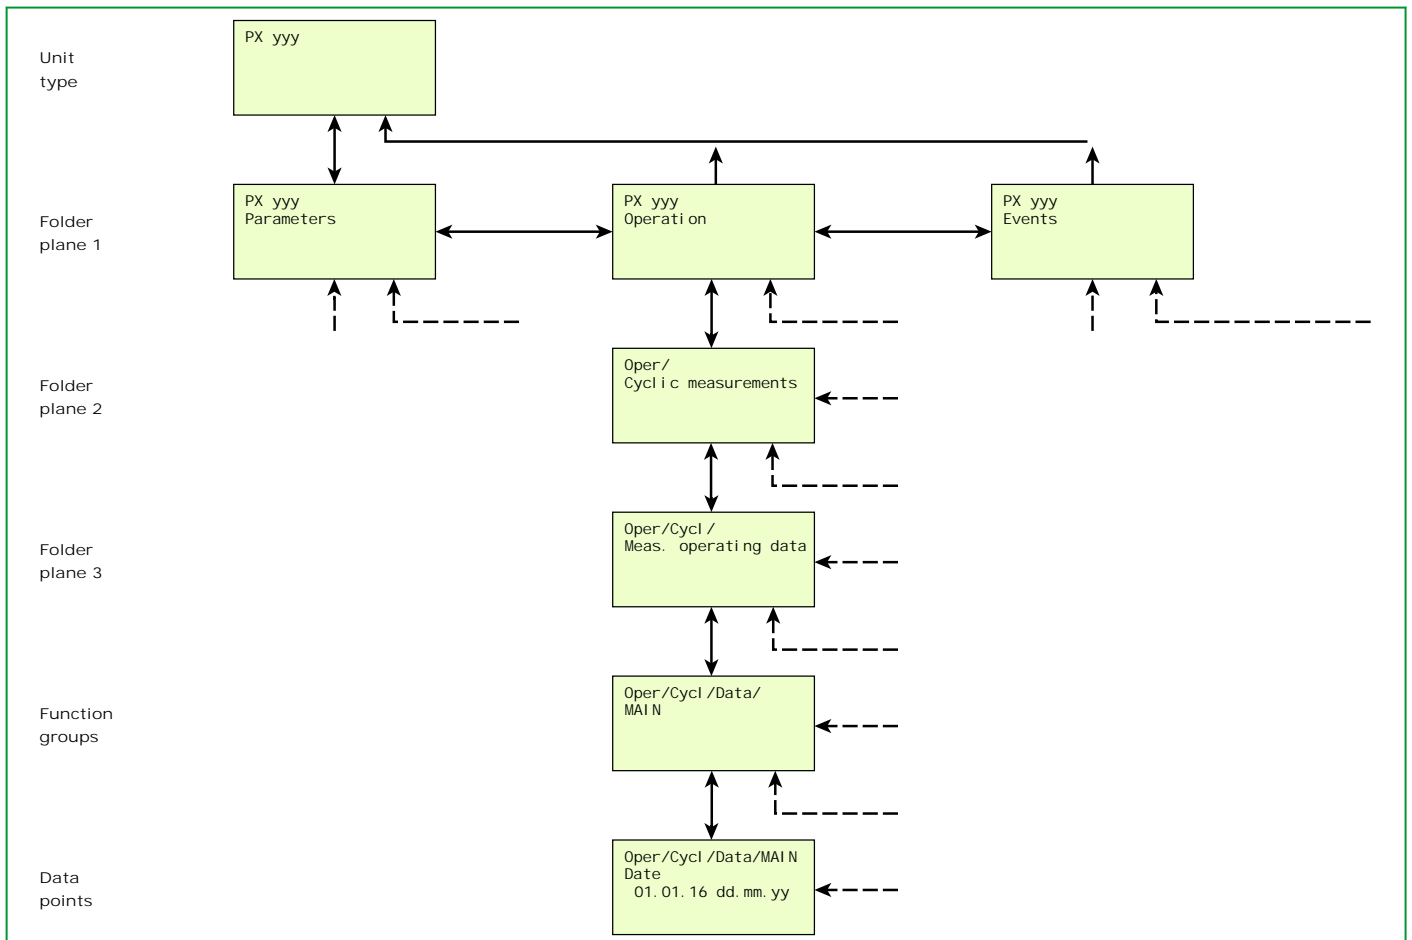 Unit
type
PX yyy
Folder
plane 1
PX yyy
Parameters
PX yyy
Operation
PX yyy
Events
Folder
plane 2
Oper/
Cyclic measurements
Folder
plane 3
Oper/Cycl/
Meas. operating data
Function
groups
Oper/Cycl/Data/
MAIN
Data
points
Oper/Cycl/Data/MAIN
Date
01.01.16 dd.mm.yy